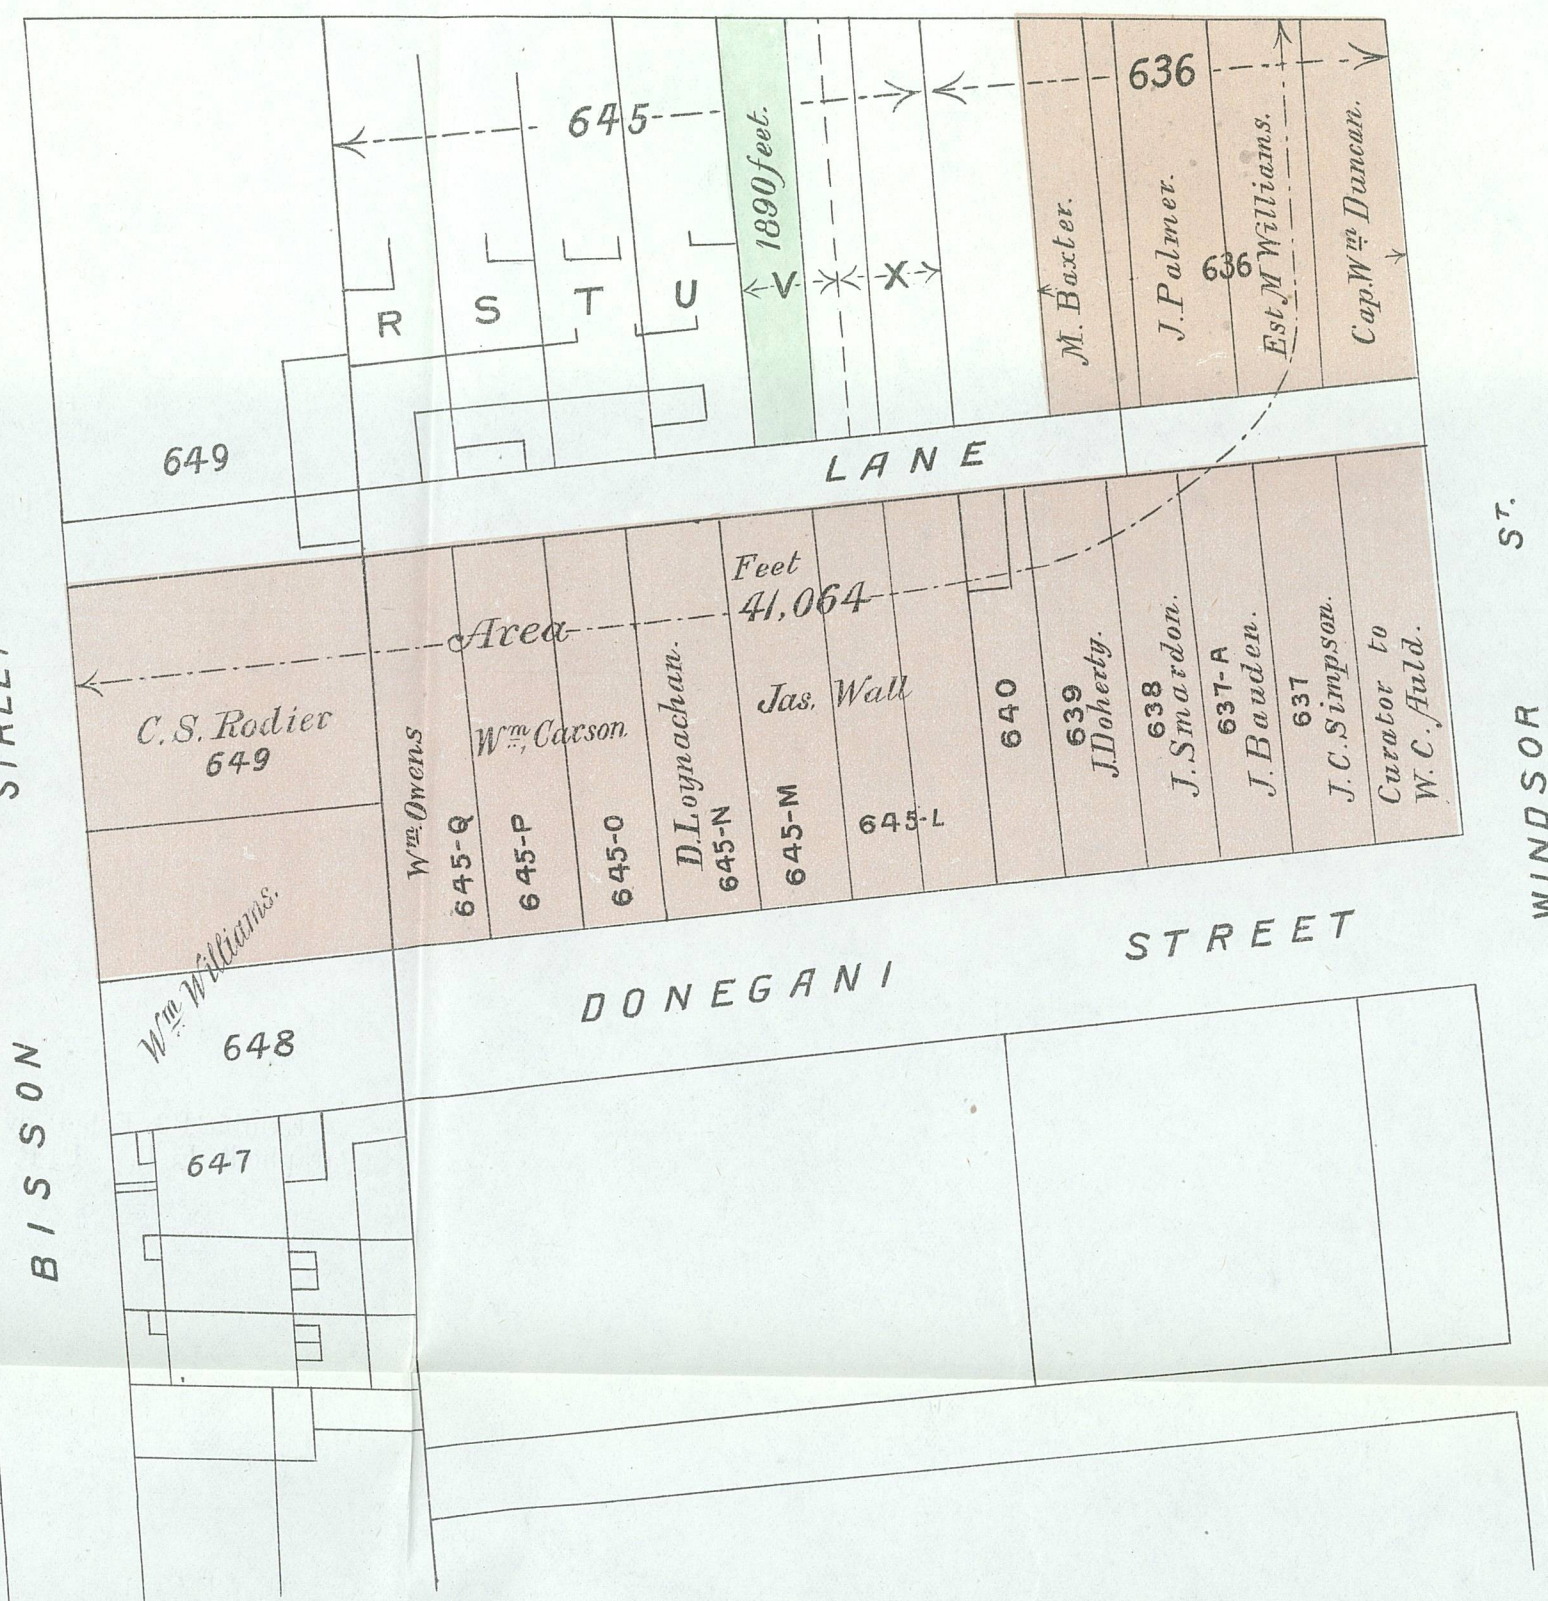 645
636
1890 feet.
M. Baxter.
J. Palmer.
636
Est M Williams.
Cap. Wm Duncan.
R
S
T
U
V
X
649
LANE
Feet
Area 41,064
C. S. Rodier
649
Wm Owens
645-Q
Wm Carson
645-P
645-O
D. Loynachan.
645-N
Jas. Wall
645-M
645-L
640
639
J. Doherty.
638
J. Smardon.
637-A
J. Bauden.
637
J. C. Simpson.
Curator to
W. C. Auld.
Wm Williams.
648
647
DONEGANI STREET
BISSON STREET
WINDSOR ST.